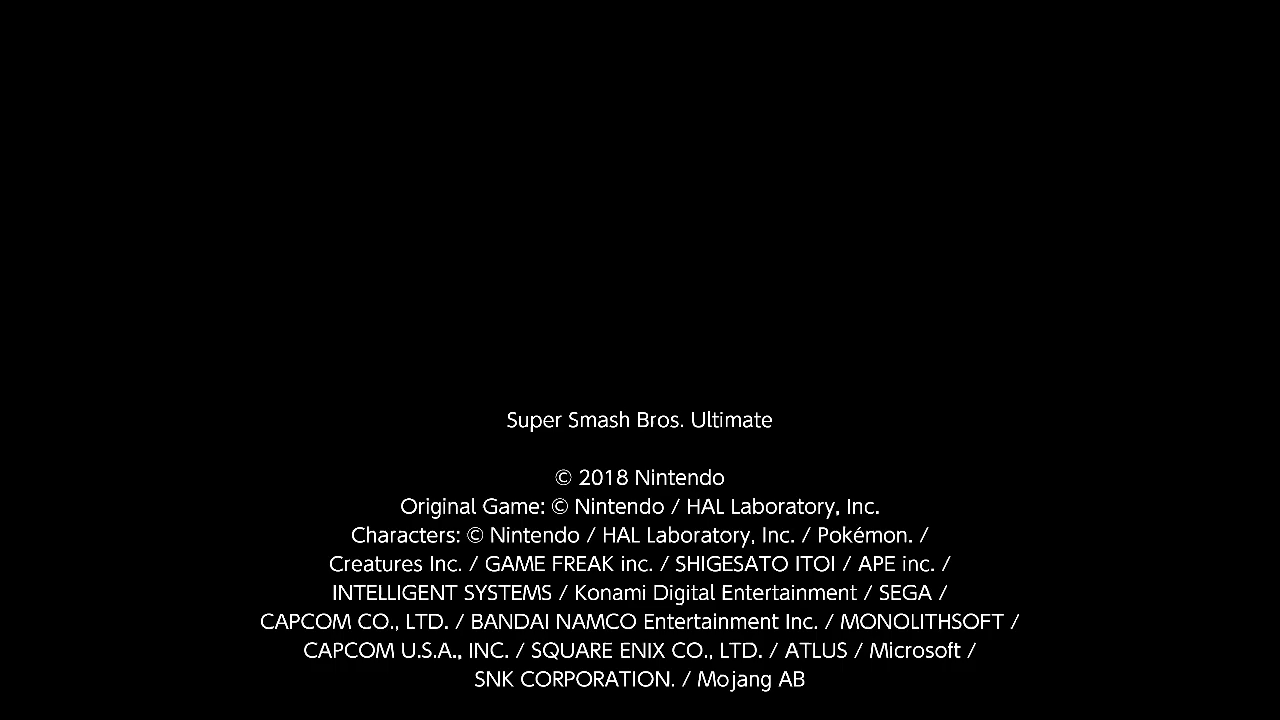 Super Smash Bros. Ultimate
© 2018 Nintendo
Original Game: © Nintendo / HAL Laboratory, Inc.
Characters: © Nintendo / HAL Laboratory, Inc. / Pokémon. /
Creatures Inc. / GAME FREAK inc. / SHIGESATO ITOI / APE inc. /
INTELLIGENT SYSTEMS / Konami Digital Entertainment / SEGA /
CAPCOM CO., LTD. / BANDAI NAMCO Entertainment Inc. / MONOLITHSOFT /
CAPCOM U.S.A., INC. / SQUARE ENIX CO., LTD. / ATLUS / Microsoft /
SNK CORPORATION. / Mojang AB